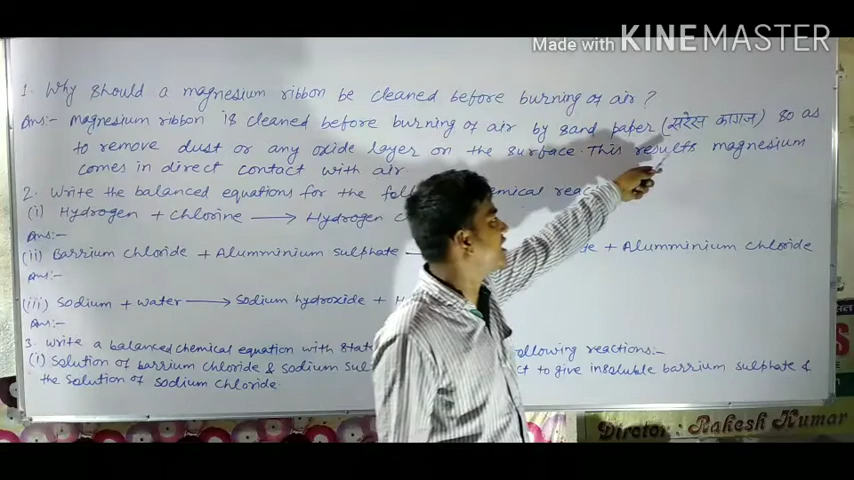 Made with KINEMASTER
1. Why should a magnesium ribbon be cleaned before burning of air ?
Ans:- Magnesium ribbon is cleaned before burning of air by sand paper (सरेस कागज) so as
to remove dust or any oxide layer on the surface. This results magnesium
comes in direct contact with air.
2. Write the balanced equations for the chemical
(i) Hydrogen + Chlorine → Hydrogen
Ans:-
(ii) Barrium chloride + Alumminium sulphate + Alumminium chloride
Ans:-
(iii) Sodium + water → Sodium hydroxide +
Ans:-
3. Write a balanced chemical equation with following reactions:-
(i) Solution of barrium chloride & sodium to give insoluble barrium sulphate &
the solution of sodium chloride.
Diroter : Rakesh Kumar